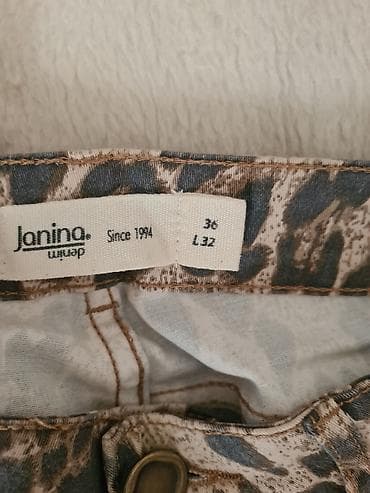 Janina®
denim
Since 1994
36
L32